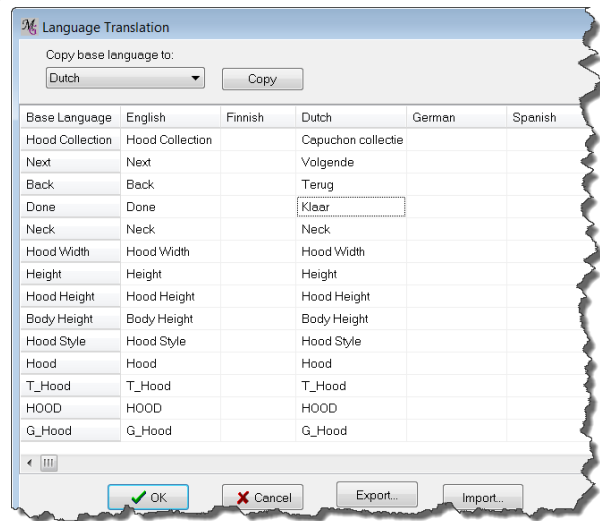 Language Translation
Copy base language to:
Dutch Copy
Base Language English Finnish Dutch German Spanish
Hood Collection Hood Collection Capuchon collectie
Next Next Volgende
Back Back Terug
Done Done Klaar
Neck Neck Neck
Hood Width Hood Width Hood Width
Height Height Height
Hood Height Hood Height Hood Height
Body Height Body Height Body Height
Hood Style Hood Style Hood Style
Hood Hood Hood
T_Hood T_Hood T_Hood
HOOD HOOD HOOD
G_Hood G_Hood G_Hood
OK Cancel Export... Import...